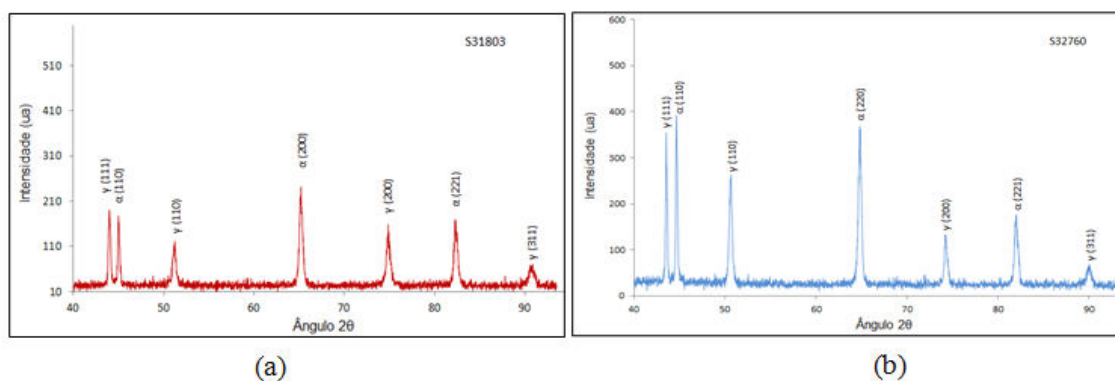 S31803
Intensidade (ua)
510
410
310
210
110
10
γ (111)
α (110)
γ (110)
α (200)
γ (200)
α (221)
γ (311)
40 50 60 70 80 90
Ângulo 2θ
(a)
S32760
Intensidade (ua)
600
500
400
300
200
100
0
γ (111)
α (110)
γ (110)
α (220)
γ (200)
α (221)
γ (311)
40 50 60 70 80 90
Ângulo 2θ
(b)